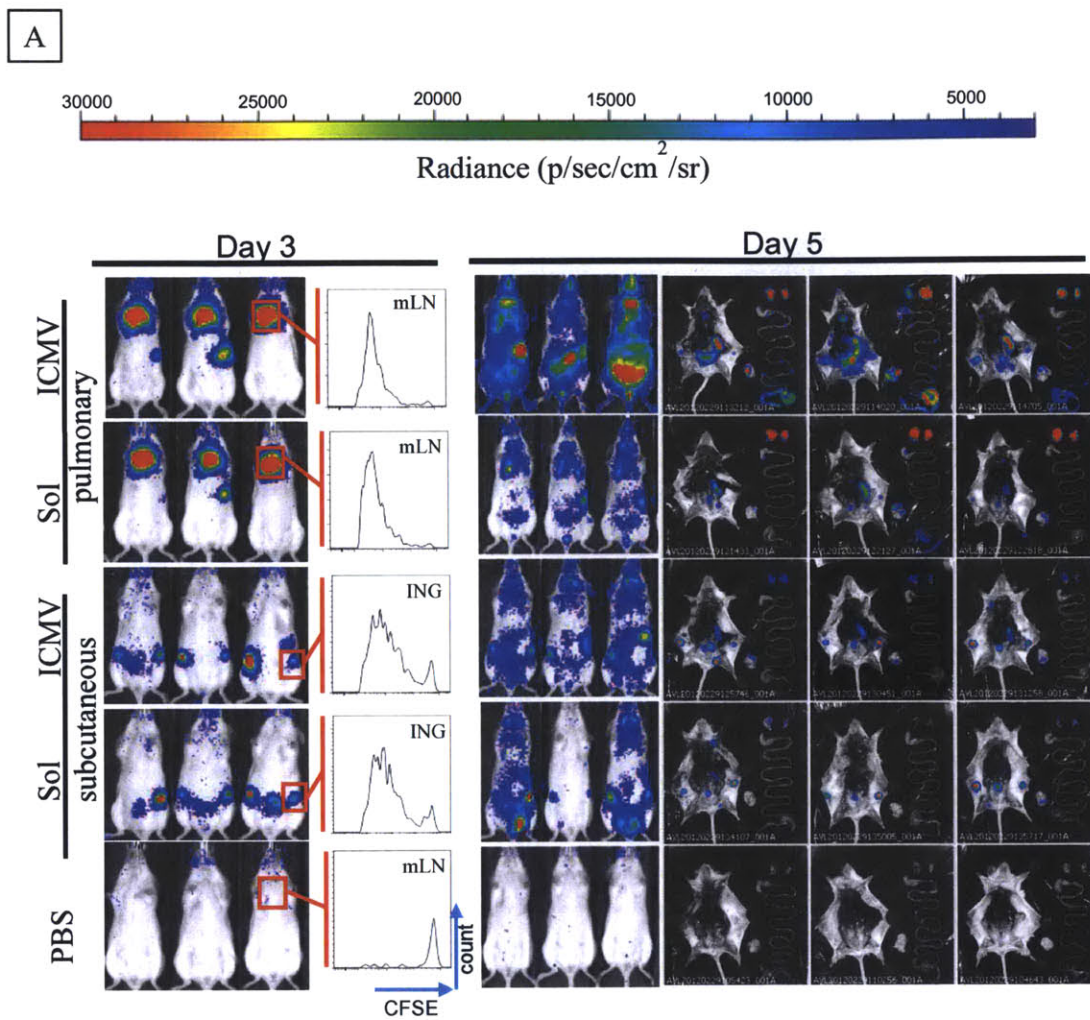 A
30000 25000 20000 15000 10000 5000
Radiance (p/sec/cm²/sr)
Day 3
Day 5
ICMV
Sol
pulmonary
ICMV
Sol
subcutaneous
PBS
mLN
mLN
ING
ING
mLN
count
CFSE